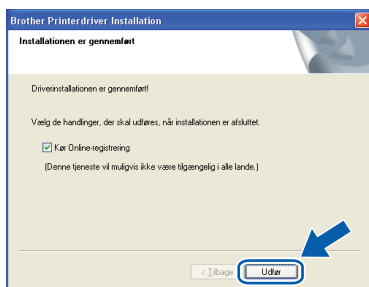 Brother Printerdriver Installation
Installationen er gennemført
Driverinstallationen er gennemført!
Vælg de handlinger, der skal udføres, når installationen er afsluttet.
Kør Online-registrering
(Denne tjeneste vil muligvis ikke være tilgængelig i alle lande.)
< Tilbage
Udfør